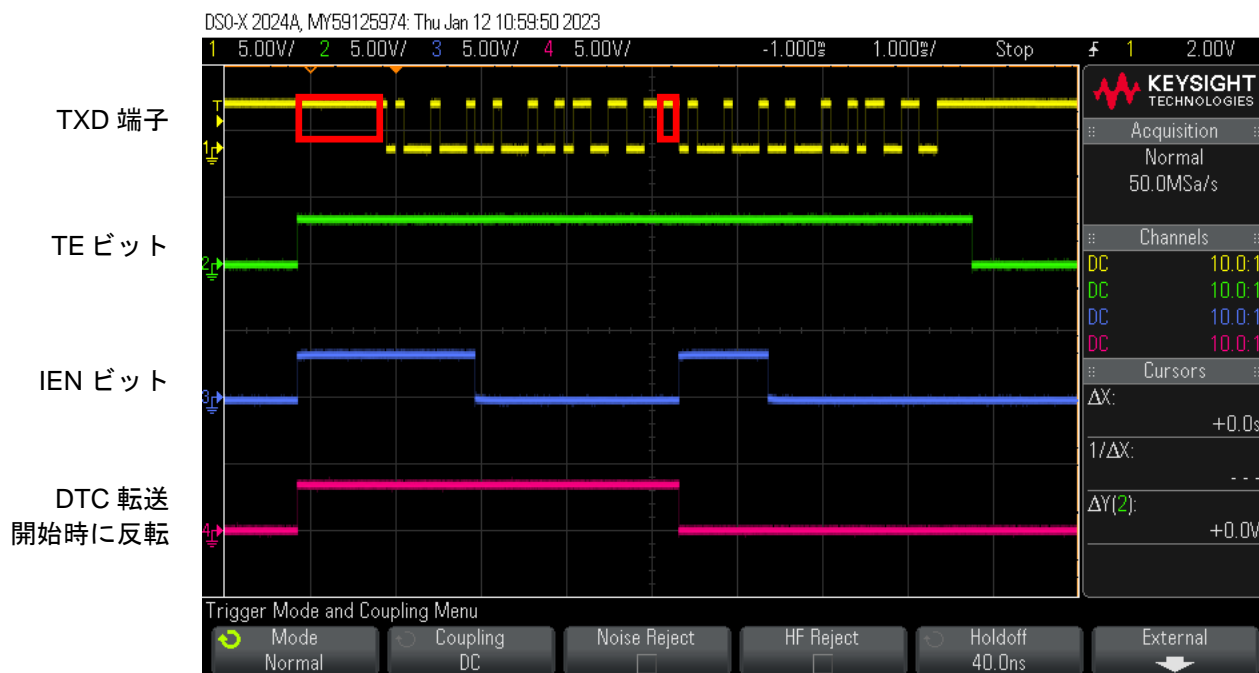 DSO-X 2024A, MY59125974: Thu Jan 12 10:59:50 2023
1 5.00V/ 2 5.00V/ 3 5.00V/ 4 5.00V/ -1.000ms 1.000ms/ Stop 1 2.00V
KEYSIGHT
TECHNOLOGIES
Acquisition
Normal
50.0MSa/s
Channels
DC 10.0:1
DC 10.0:1
DC 10.0:1
DC 10.0:1
Cursors
ΔX:
+0.0s
1/ΔX:
---
ΔY(2):
+0.0V
TXD 端子
TE ビット
IEN ビット
DTC 転送
開始時に反転
T
1
2
3
4
Trigger Mode and Coupling Menu
Mode
Normal
Coupling
DC
Noise Reject
HF Reject
Holdoff
40.0ns
External